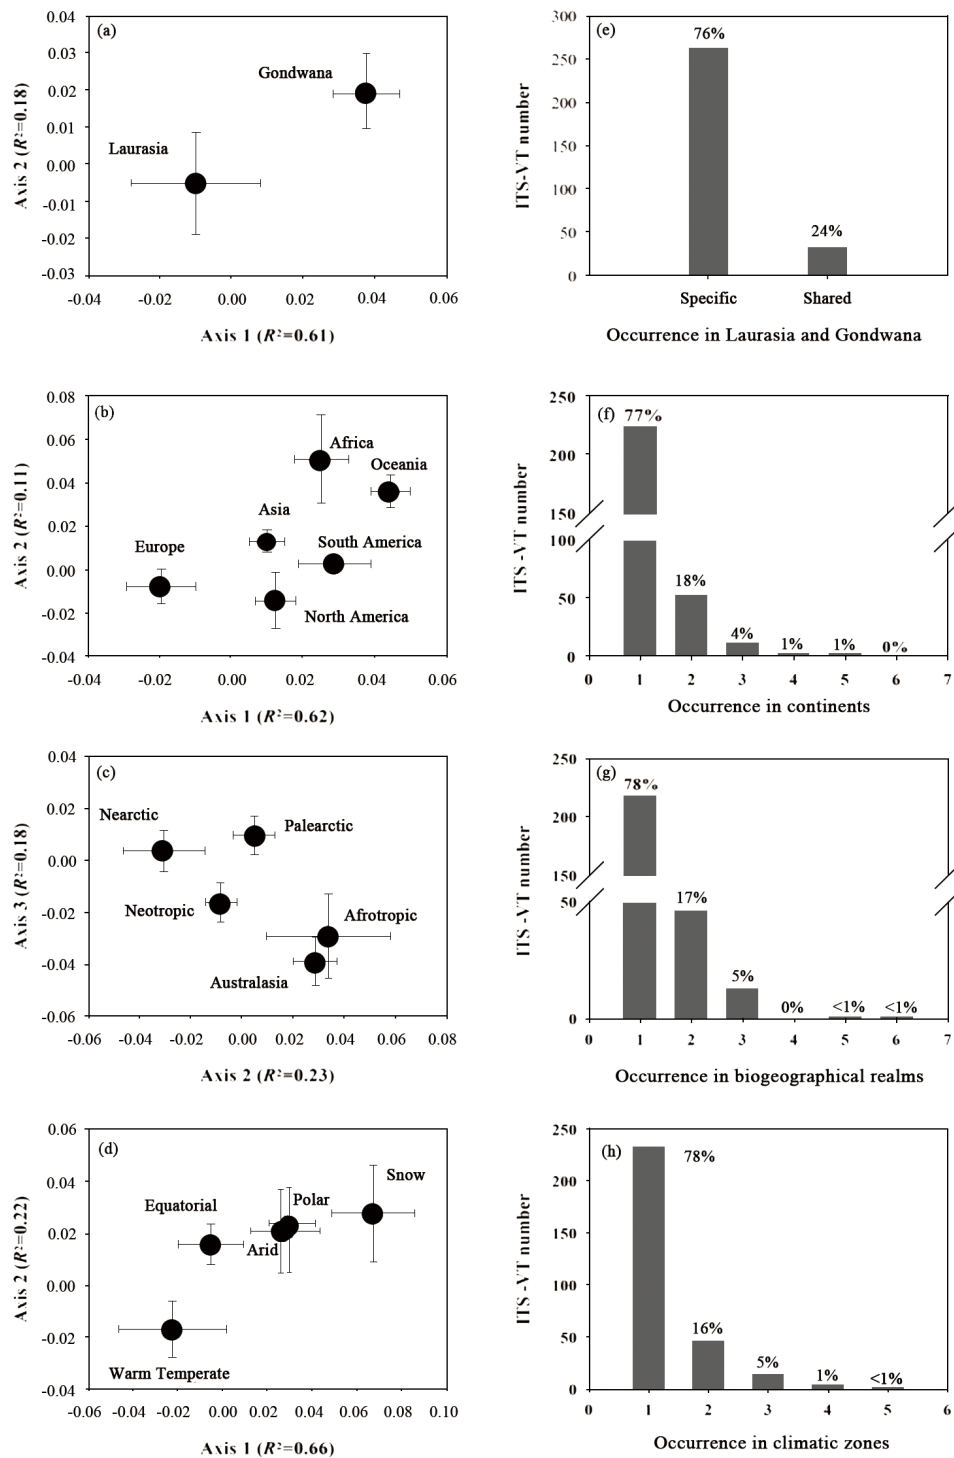 (a)
0.04
0.03
0.02
0.01
0.00
-0.01
-0.02
-0.03
Axis 2 (R²=0.18)
Gondwana
Laurasia
-0.04 -0.02 0.00 0.02 0.04 0.06
Axis 1 (R²=0.61)
(e)
300
250
200
150
100
50
0
ITS-VT number
76%
24%
Specific Shared
Occurrence in Laurasia and Gondwana
(b)
0.08
0.06
0.04
0.02
0.00
-0.02
-0.04
Axis 2 (R²=0.11)
Africa
Oceania
Asia
South America
Europe
North America
-0.04 -0.02 0.00 0.02 0.04 0.06
Axis 1 (R²=0.62)
(f)
250
200
150
100
50
0
ITS -VT number
77%
18%
4%
1%
1%
0%
0 1 2 3 4 5 6 7
Occurrence in continents
(c)
0.04
0.02
0.00
-0.02
-0.04
-0.06
Axis 3 (R²=0.18)
Nearctic
Palearctic
Neotropic
Afrotropic
Australasia
-0.06 -0.04 -0.02 0.00 0.02 0.04 0.06 0.08
Axis 2 (R²=0.23)
(g)
250
200
150
50
0
ITS -VT number
78%
17%
5%
0%
<1%
<1%
0 1 2 3 4 5 6 7
Occurrence in biogeographical realms
(d)
0.06
0.04
0.02
0.00
-0.02
-0.04
Axis 2 (R²=0.22)
Snow
Polar
Equatorial
Arid
Warm Temperate
-0.06 -0.04 -0.02 0.00 0.02 0.04 0.06 0.08 0.10
Axis 1 (R²=0.66)
(h)
250
200
150
100
50
0
ITS -VT number
78%
16%
5%
1%
<1%
0 1 2 3 4 5 6
Occurrence in climatic zones